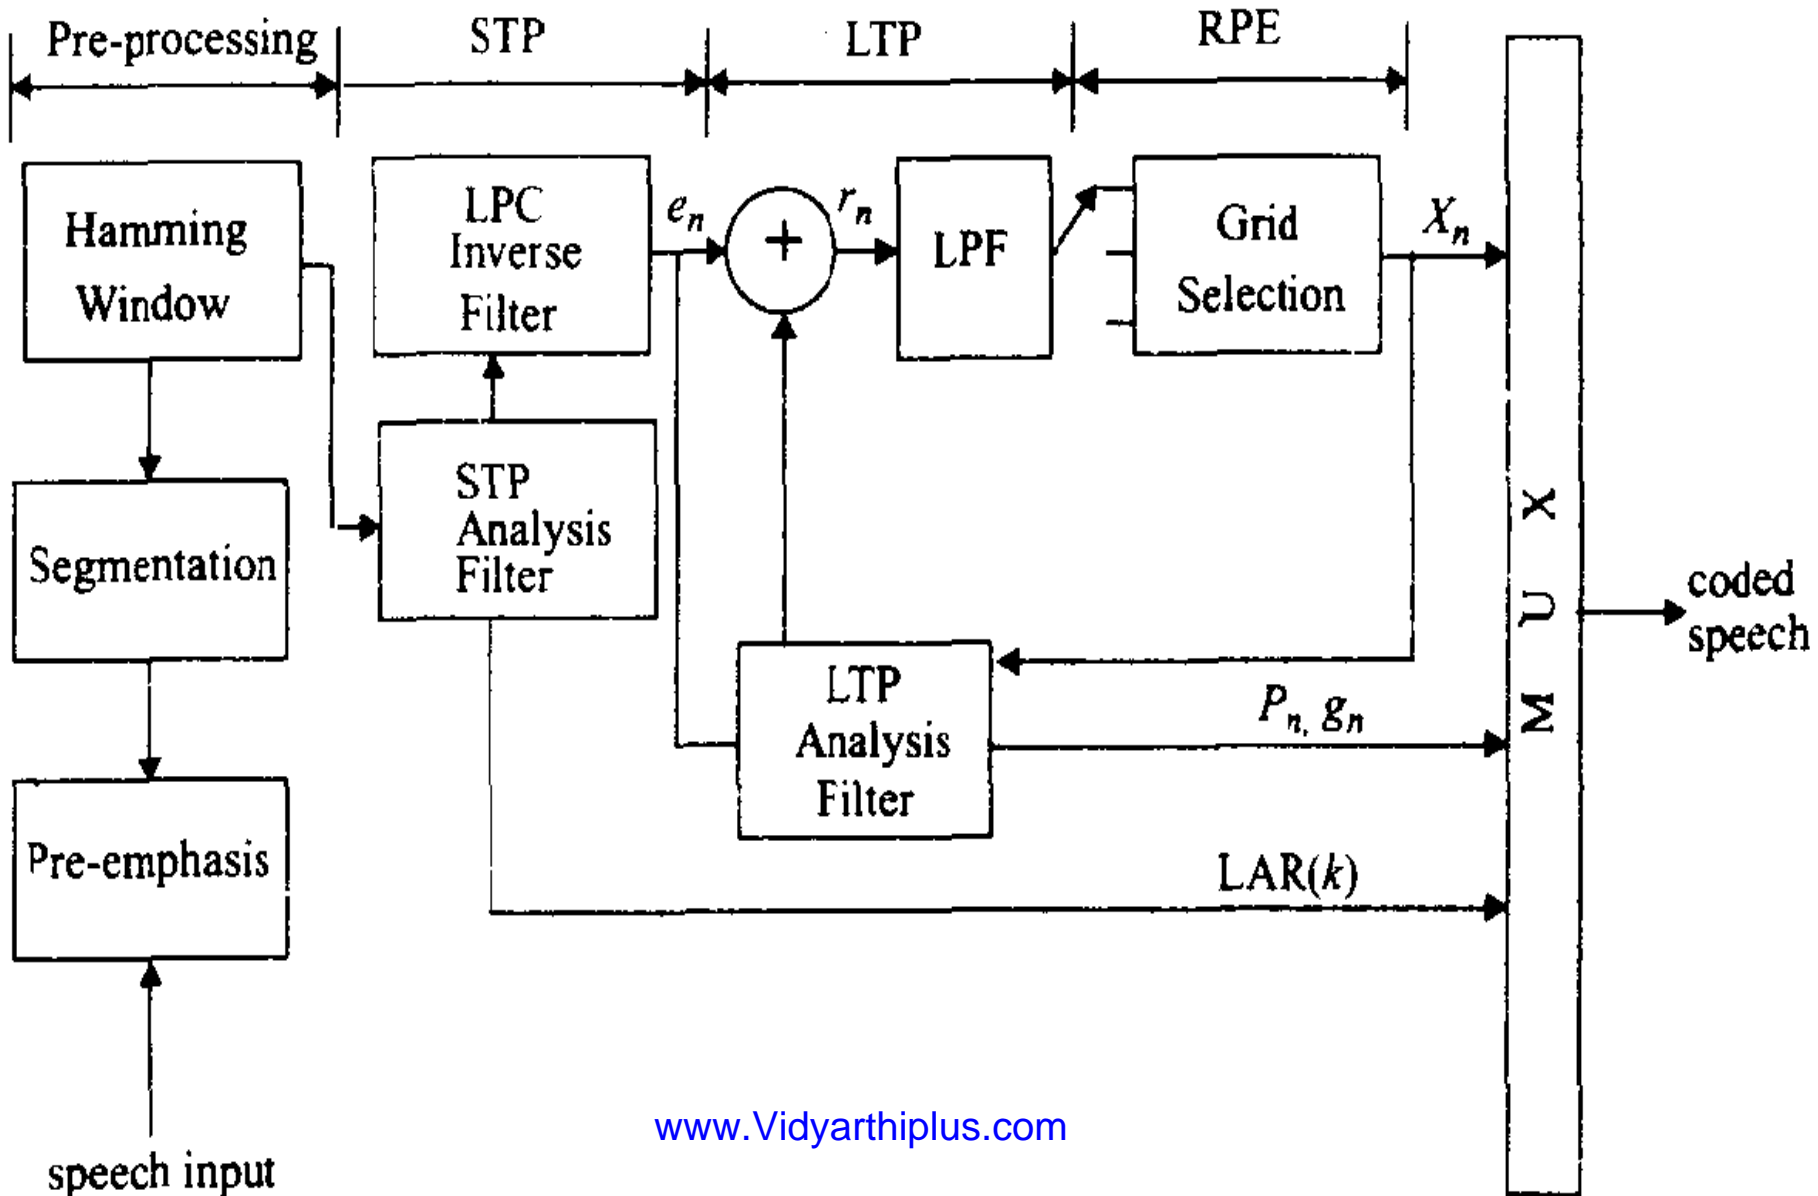 Pre-processing
STP
LTP
RPE
Hamming
Window
LPC
Inverse
Filter
e_n
+
r_n
LPF
Grid
Selection
X_n
Segmentation
STP
Analysis
Filter
M U X
coded
speech
LTP
Analysis
Filter
P_n, g_n
Pre-emphasis
LAR(k)
speech input
www.Vidyarthiplus.com